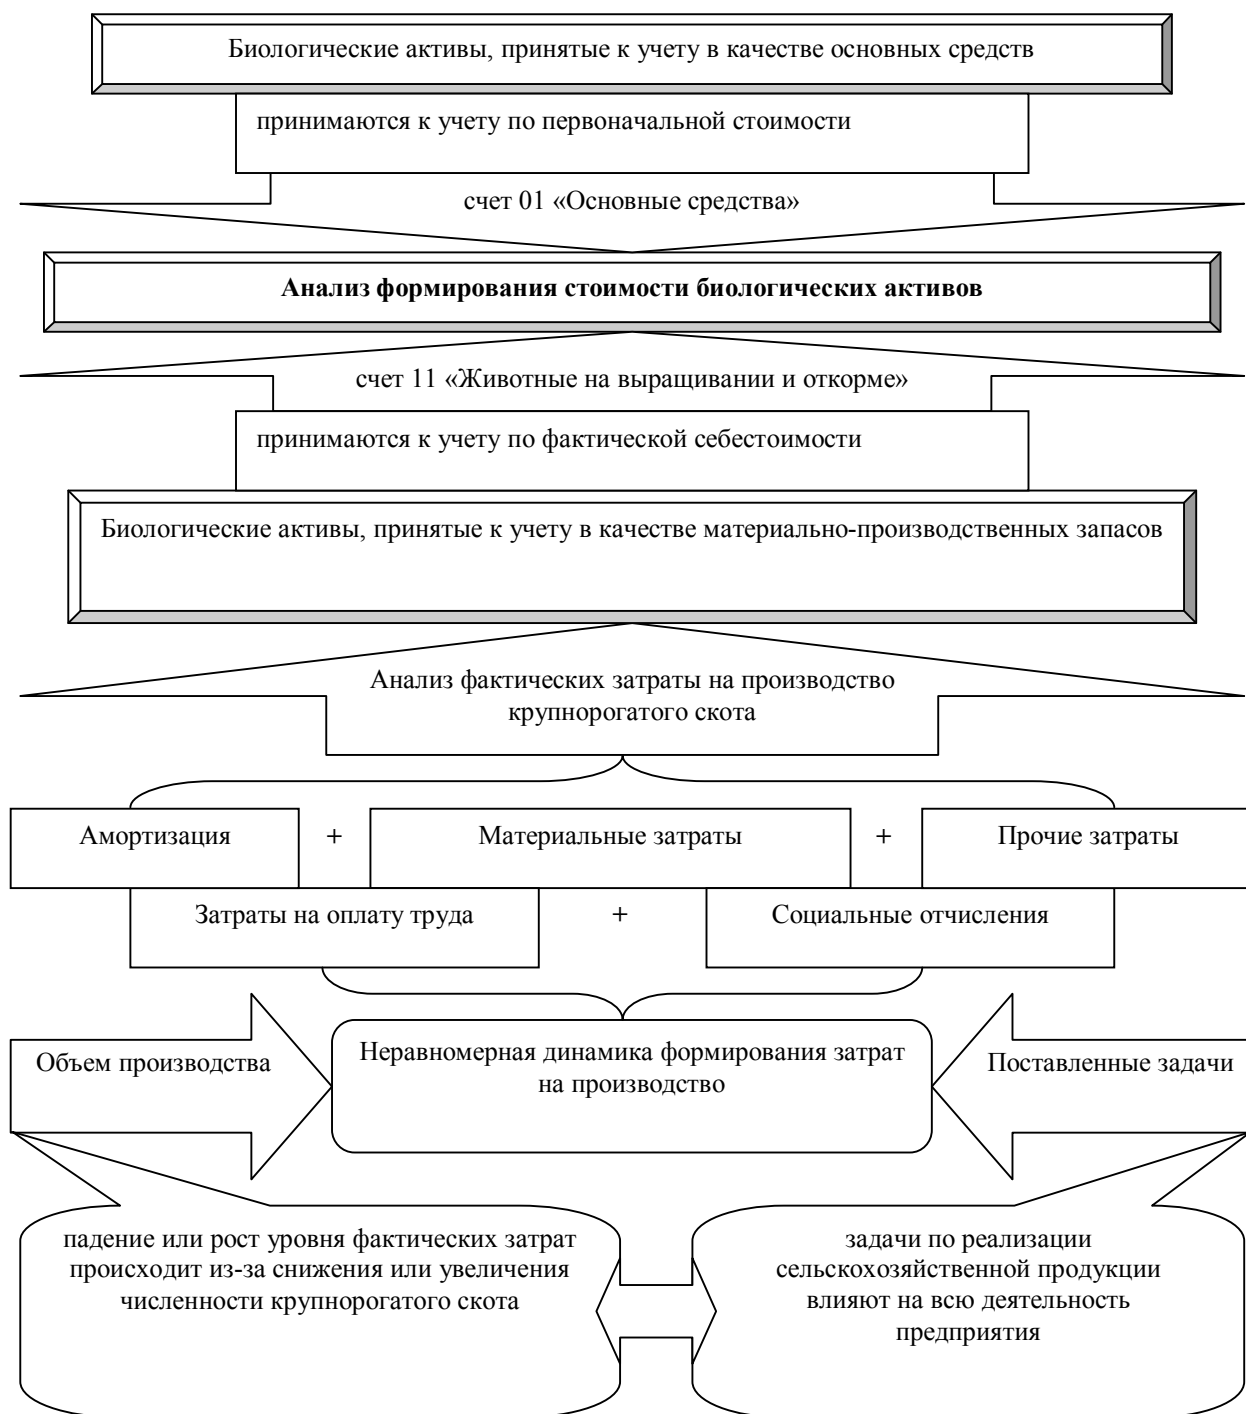 Биологические активы, принятые к учету в качестве основных средств
принимаются к учету по первоначальной стоимости
счет 01 «Основные средства»
Анализ формирования стоимости биологических активов
счет 11 «Животные на выращивании и откорме»
принимаются к учету по фактической себестоимости
Биологические активы, принятые к учету в качестве материально-производственных запасов
Анализ фактических затраты на производство
крупнорогатого скота
Амортизация + Материальные затраты + Прочие затраты
Затраты на оплату труда + Социальные отчисления
Объем производства
Неравномерная динамика формирования затрат
на производство
Поставленные задачи
падение или рост уровня фактических затрат
происходит из-за снижения или увеличения
численности крупнорогатого скота
задачи по реализации
сельскохозяйственной продукции
влияют на всю деятельность
предприятия